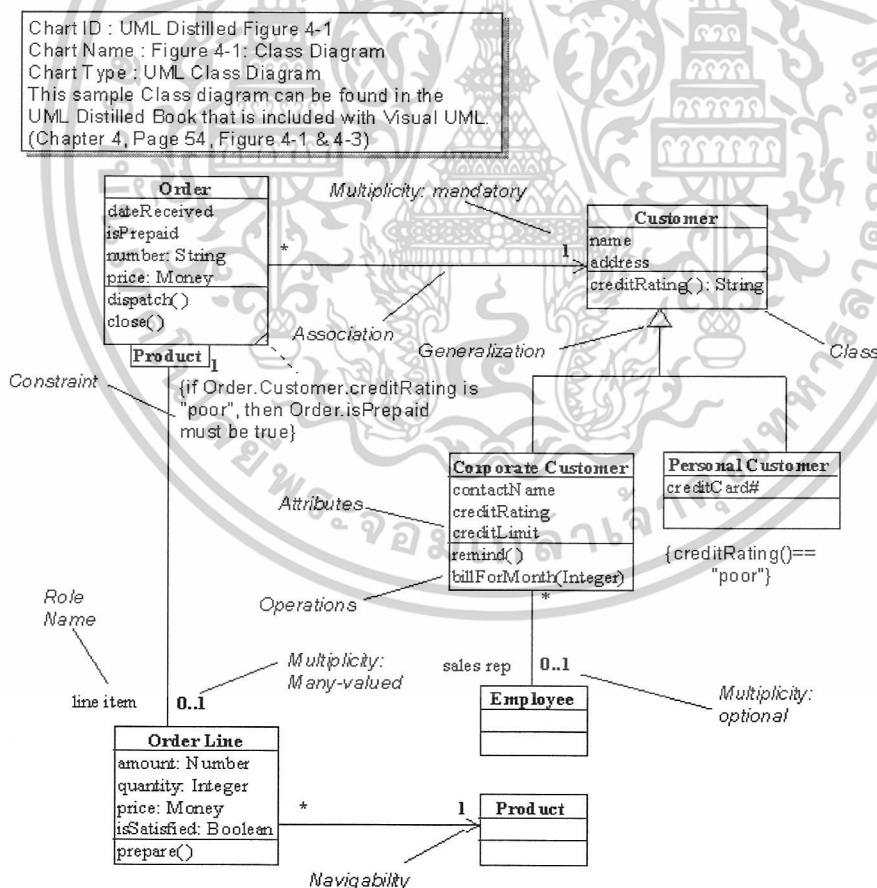 Chart ID : UML Distilled Figure 4-1
Chart Name : Figure 4-1: Class Diagram
Chart Type : UML Class Diagram
This sample Class diagram can be found in the
UML Distilled Book that is included with Visual UML.
(Chapter 4, Page 54, Figure 4-1 & 4-3)
Order
dateReceived
isPrepaid
number: String
price: Money
dispatch()
close()
Product
1
*
Multiplicity: mandatory
1
Association
Customer
name
address
creditRating(): String
Generalization
Class
Constraint
{if Order.Customer.creditRating is
"poor", then Order.isPrepaid
must be true}
Corporate Customer
contactName
creditRating
creditLimit
remind()
billForMonth(Integer)
Attributes
Operations
Personal Customer
creditCard#
{creditRating()==
"poor"}
*
sales rep
0..1
Multiplicity:
optional
Employee
Role
Name
line item
0..1
Multiplicity:
Many-valued
Order Line
amount: Number
quantity: Integer
price: Money
isSatisfied: Boolean
prepare()
*
1
Product
Navigability